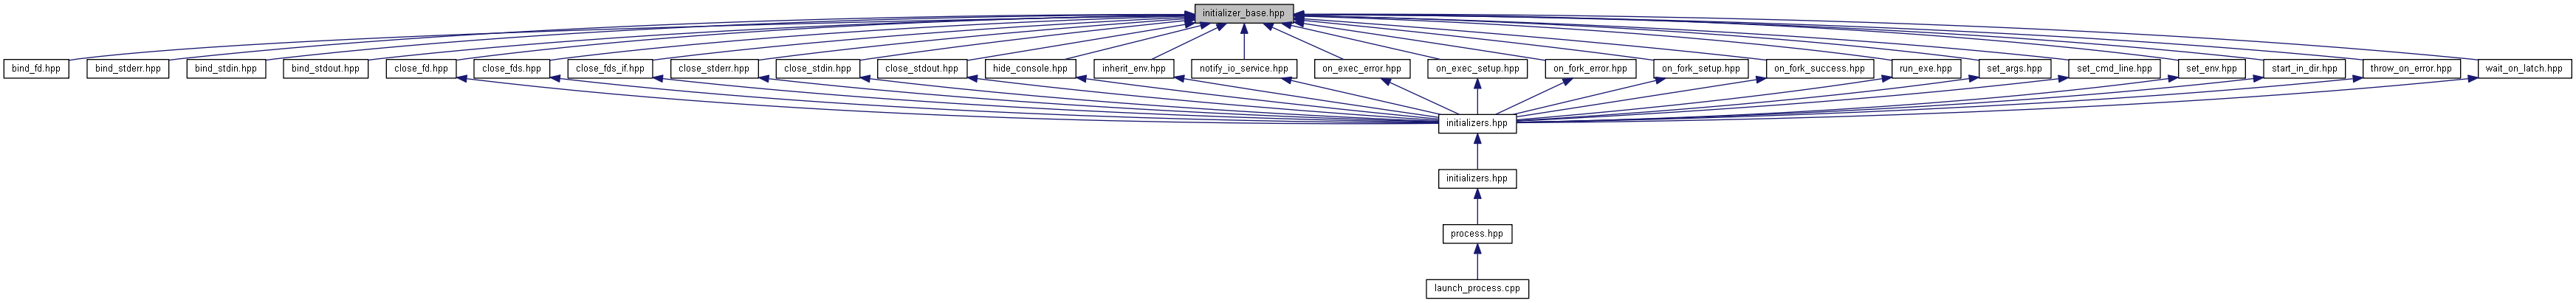 initializer_base.hpp
bind_fd.hpp
bind_stderr.hpp
bind_stdin.hpp
bind_stdout.hpp
close_fd.hpp
close_fds.hpp
close_fds_if.hpp
close_stderr.hpp
close_stdin.hpp
close_stdout.hpp
hide_console.hpp
inherit_env.hpp
notify_io_service.hpp
on_exec_error.hpp
on_exec_setup.hpp
on_fork_error.hpp
on_fork_setup.hpp
on_fork_success.hpp
run_exe.hpp
set_args.hpp
set_cmd_line.hpp
set_env.hpp
start_in_dir.hpp
throw_on_error.hpp
wait_on_latch.hpp
initializers.hpp
initializers.hpp
process.hpp
launch_process.cpp